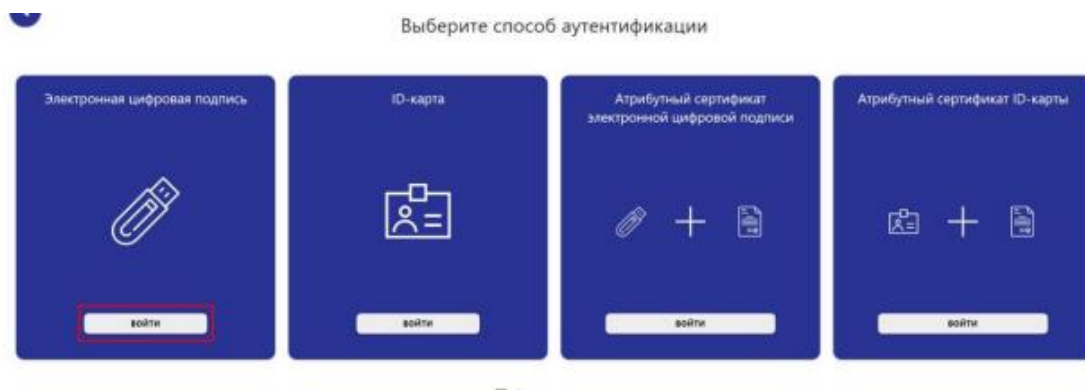 Выберите способ аутентификации
Электронная цифровая подпись
ID-карта
Атрибутный сертификат
электронной цифровой подписи
Атрибутный сертификат ID-карты
войти
войти
войти
войти